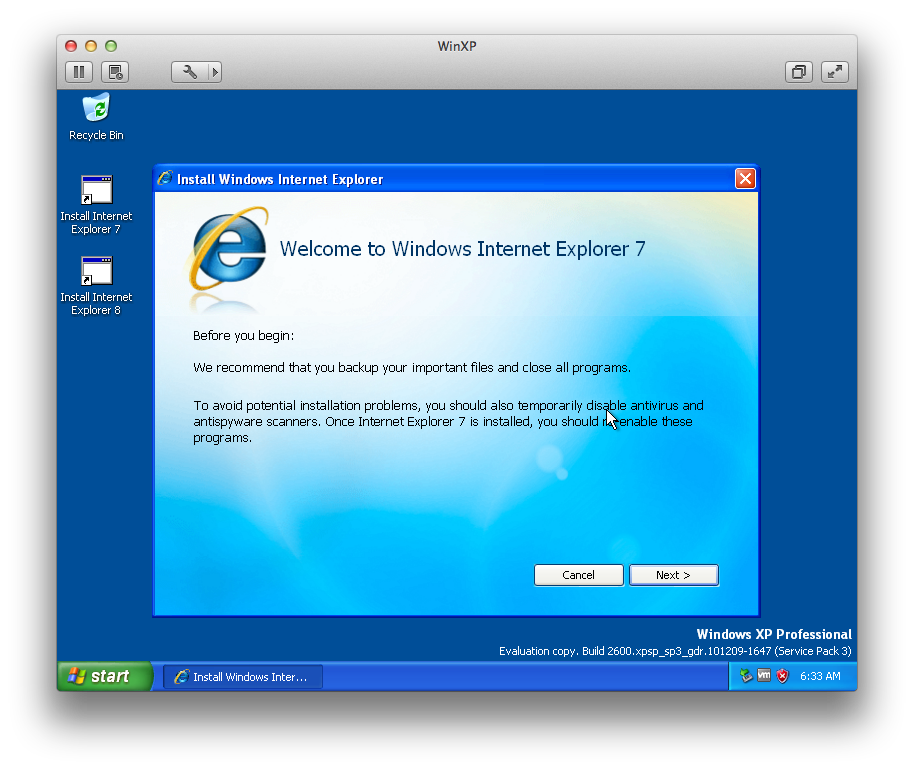 WinXP
Recycle Bin
Install Internet
Explorer 7
Install Internet
Explorer 8
Install Windows Internet Explorer
Welcome to Windows Internet Explorer 7
Before you begin:
We recommend that you backup your important files and close all programs.
To avoid potential installation problems, you should also temporarily disable antivirus and
antispyware scanners. Once Internet Explorer 7 is installed, you should re-enable these
programs.
Cancel
Next >
Windows XP Professional
Evaluation copy. Build 2600.xpsp_sp3_gdr.101209-1647 (Service Pack 3)
start
Install Windows Inter...
vm
6:33 AM